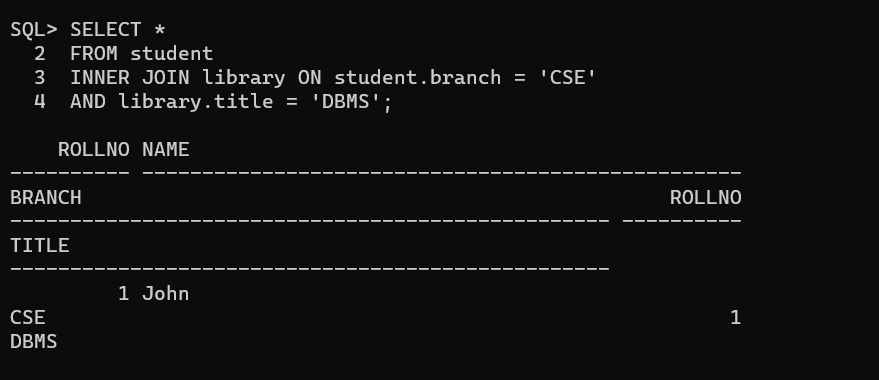 SQL> SELECT *
  2  FROM student
  3  INNER JOIN library ON student.branch = 'CSE'
  4  AND library.title = 'DBMS';
    ROLLNO NAME
---------- --------------------------------------------------
BRANCH                                                 ROLLNO
-------------------------------------------------- ----------
TITLE
--------------------------------------------------
         1 John
CSE                                                         1
DBMS